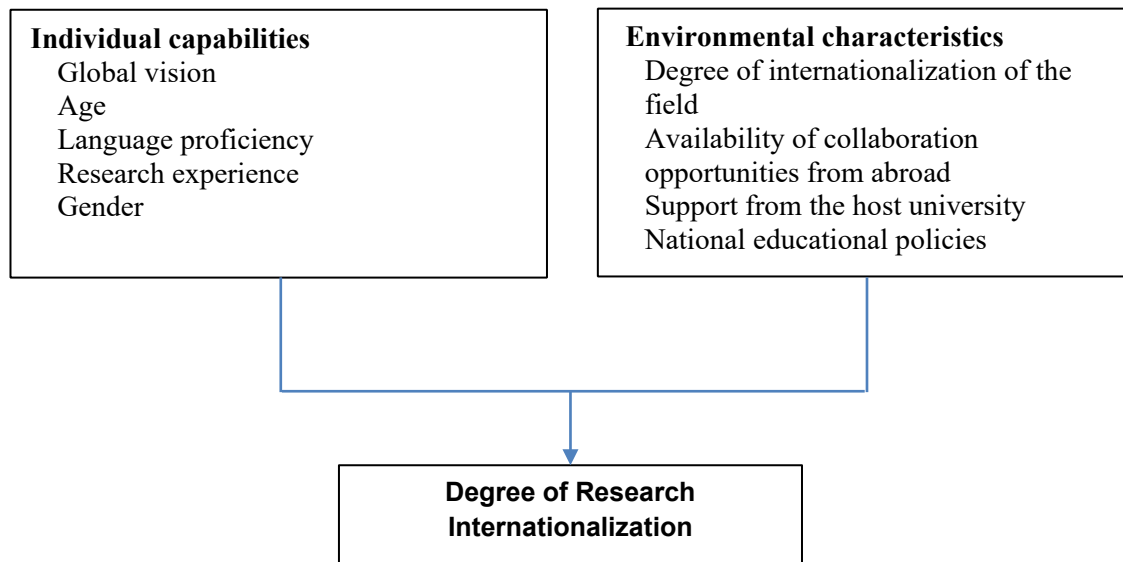 Individual capabilities
Global vision
Age
Language proficiency
Research experience
Gender
Environmental characteristics
Degree of internationalization of the
field
Availability of collaboration
opportunities from abroad
Support from the host university
National educational policies
Degree of Research
Internationalization